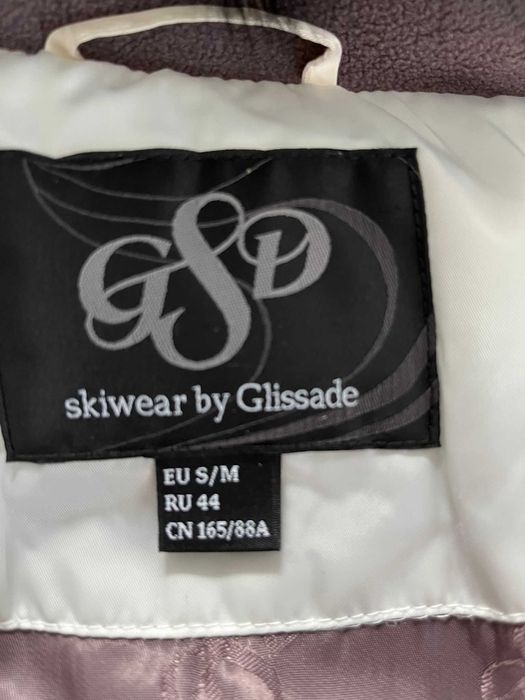 GSD
skiwear by Glissade
EU S/M
RU 44
CN 165/88A